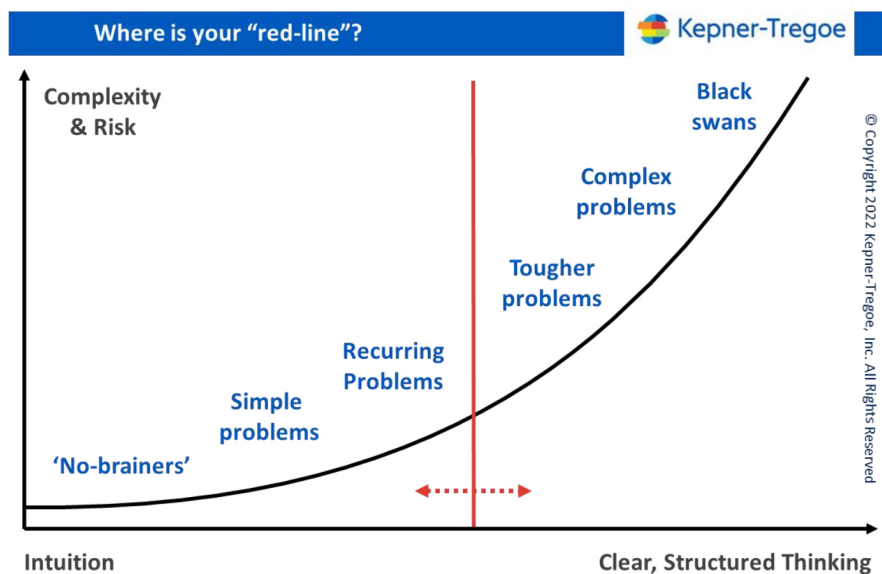 Where is your “red-line”?
Kepner-Tregoe
Complexity
& Risk
Black
swans
Complex
problems
Tougher
problems
Recurring
Problems
Simple
problems
‘No-brainers’
Intuition
Clear, Structured Thinking
© Copyright 2022 Kepner-Tregoe, Inc. All Rights Reserved